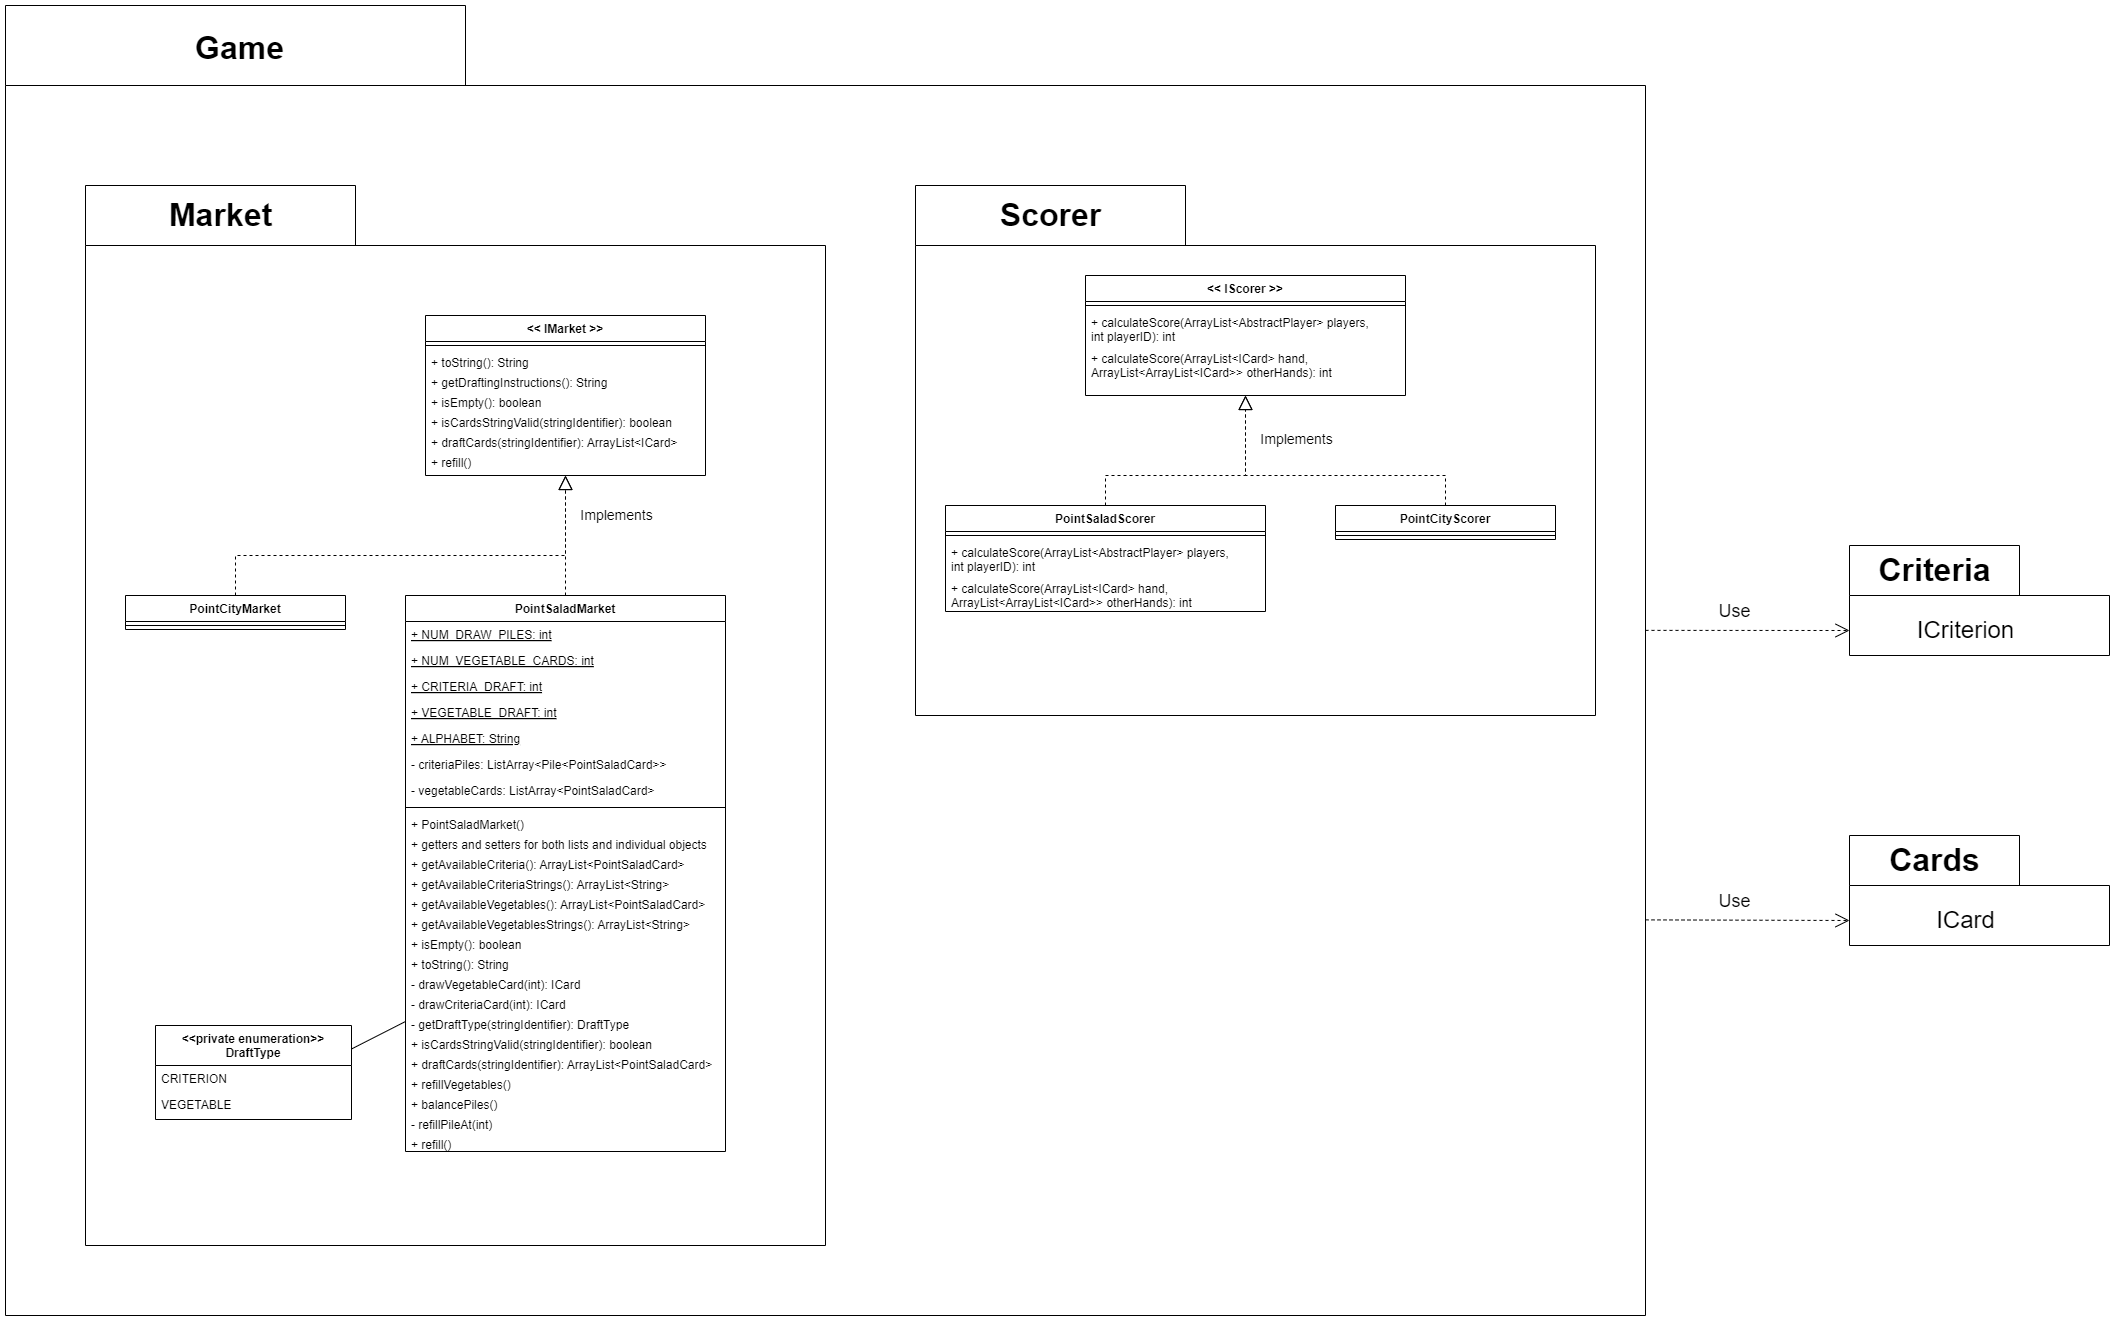 Game
Market
<< IMarket >>
+ toString(): String
+ getDraftingInstructions(): String
+ isEmpty(): boolean
+ isCardsStringValid(stringIdentifier): boolean
+ draftCards(stringIdentifier): ArrayList<ICard>
+ refill()
Implements
PointCityMarket
PointSaladMarket
+ NUM_DRAW_PILES: int
+ NUM_VEGETABLE_CARDS: int
+ CRITERIA_DRAFT: int
+ VEGETABLE_DRAFT: int
+ ALPHABET: String
- criteriaPiles: ListArray<Pile<PointSaladCard>>
- vegetableCards: ListArray<PointSaladCard>
+ PointSaladMarket()
+ getters and setters for both lists and individual objects
+ getAvailableCriteria(): ArrayList<PointSaladCard>
+ getAvailableCriteriaStrings(): ArrayList<String>
+ getAvailableVegetables(): ArrayList<PointSaladCard>
+ getAvailableVegetablesStrings(): ArrayList<String>
+ isEmpty(): boolean
+ toString(): String
- drawVegetableCard(int): ICard
- drawCriteriaCard(int): ICard
- getDraftType(stringIdentifier): DraftType
+ isCardsStringValid(stringIdentifier): boolean
+ draftCards(stringIdentifier): ArrayList<PointSaladCard>
+ refillVegetables()
+ balancePiles()
- refillPileAt(int)
+ refill()
<<private enumeration>>
DraftType
CRITERION
VEGETABLE
Scorer
<< IScorer >>
+ calculateScore(ArrayList<AbstractPlayer> players,
int playerID): int
+ calculateScore(ArrayList<ICard> hand,
ArrayList<ArrayList<ICard>> otherHands): int
Implements
PointSaladScorer
+ calculateScore(ArrayList<AbstractPlayer> players,
int playerID): int
+ calculateScore(ArrayList<ICard> hand,
ArrayList<ArrayList<ICard>> otherHands): int
PointCityScorer
Use
Criteria
ICriterion
Use
Cards
ICard